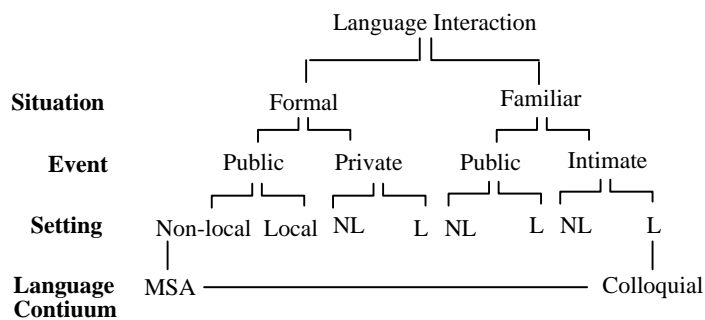 Language Interaction
Situation Formal Familiar
Event Public Private Public Intimate
Setting Non-local Local NL L NL L NL L
Language MSA Colloquial
Contiuum